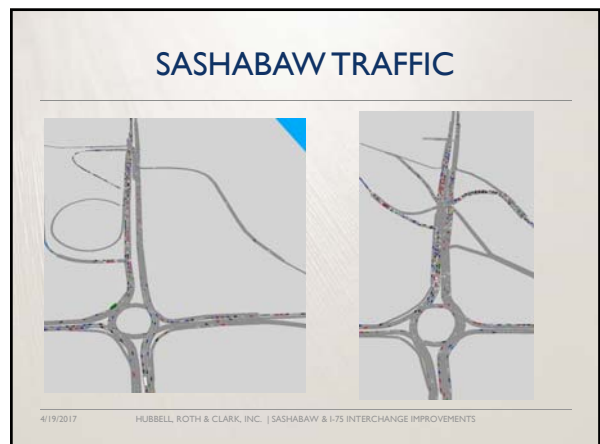 SASHABAW TRAFFIC
4/19/2017 HUBBELL, ROTH & CLARK, INC. | SASHABAW & I-75 INTERCHANGE IMPROVEMENTS